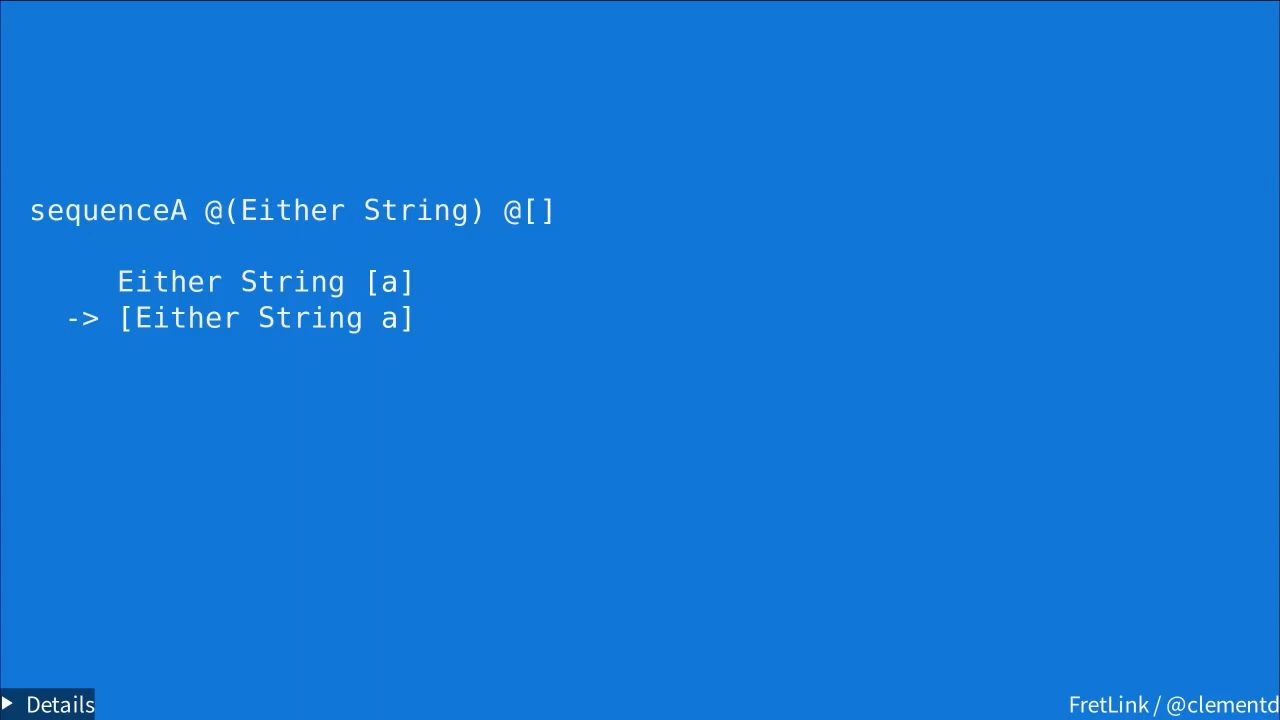 sequenceA @(Either String) @[]
Either String [a]
-> [Either String a]
Details
FretLink / @clementd